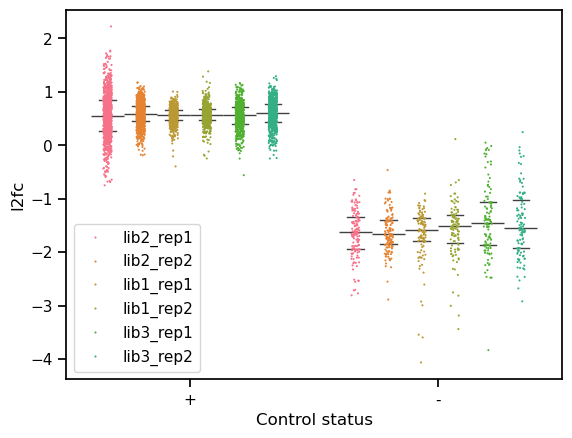 2
1
0
−1
−2
−3
−4
l2fc
lib2_rep1
lib2_rep2
lib1_rep1
lib1_rep2
lib3_rep1
lib3_rep2
+ -
Control status